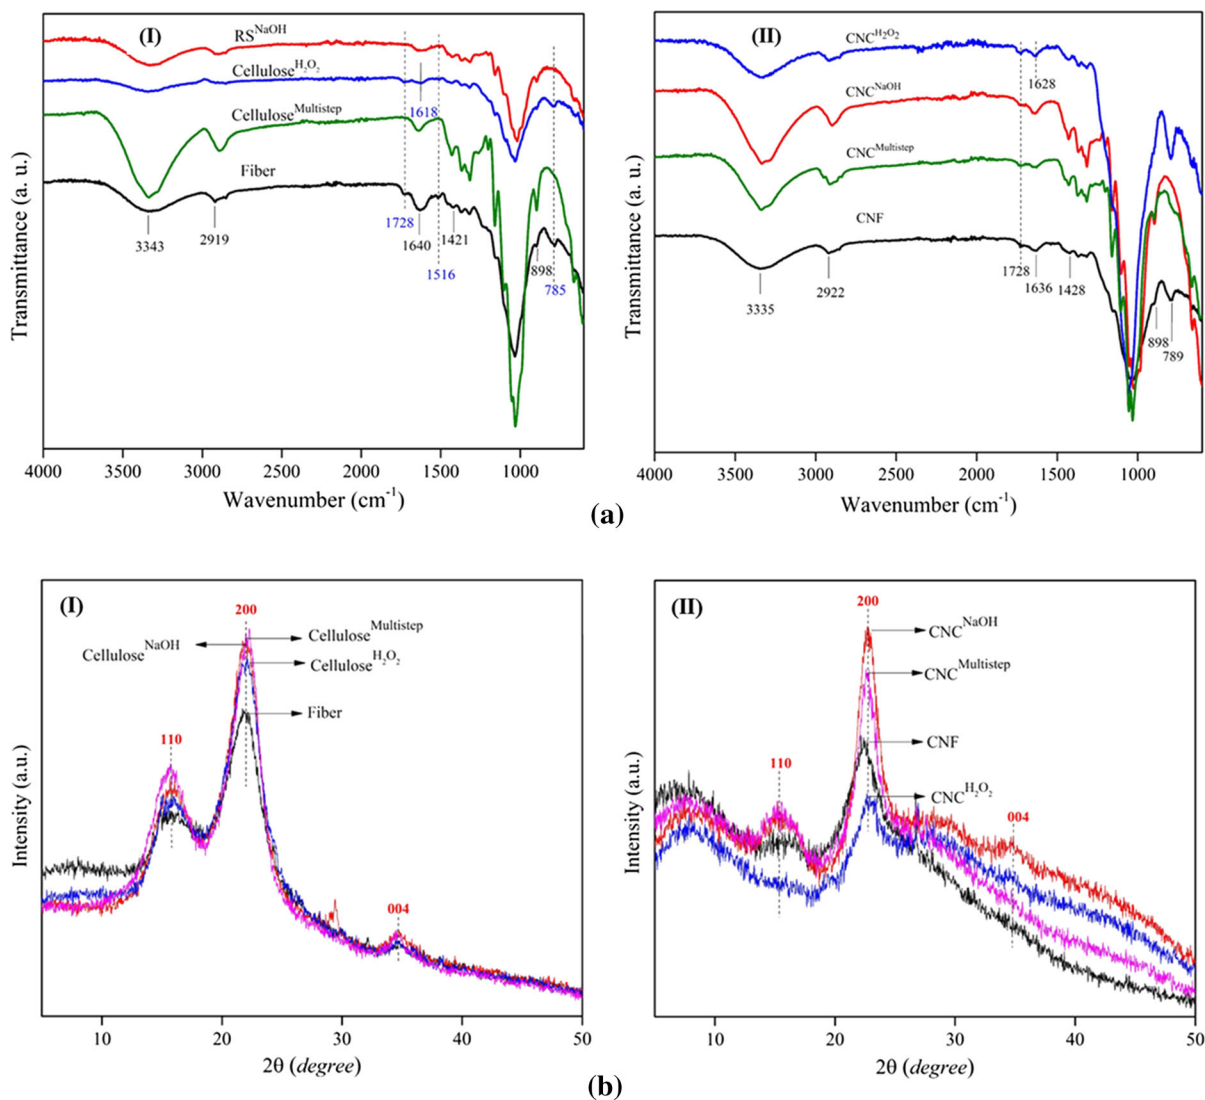 (I)
RS^NaOH
Cellulose^H2O2
Cellulose^Multistep
Fiber
1618
3343
2919
1728
1640
1421
1516
898
785
Transmittance (a. u.)
4000 3500 3000 2500 2000 1500 1000
Wavenumber (cm-1)
(II)
CNC^H2O2
1628
CNC^NaOH
CNC^Multistep
CNF
3335
2922
1728
1636
1428
898
789
Transmittance (a. u.)
4000 3500 3000 2500 2000 1500 1000
Wavenumber (cm-1)
(a)
(I)
200
Cellulose^NaOH
Cellulose^Multistep
Cellulose^H2O2
Fiber
110
004
Intensity (a.u.)
10 20 30 40 50
2θ (degree)
(II)
200
CNC^NaOH
CNC^Multistep
CNF
110
CNC^H2O2
004
Intensity (a.u.)
10 20 30 40 50
2θ (degree)
(b)